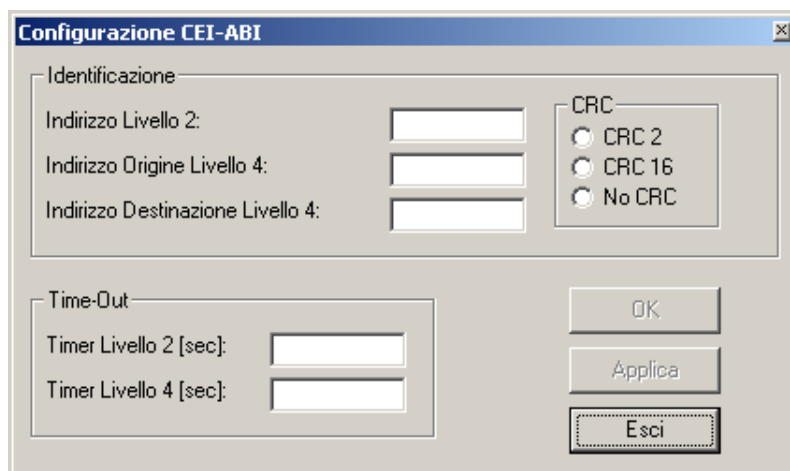 Configurazione CEI-ABI
Identificazione
Indirizzo Livello 2:
Indirizzo Origine Livello 4:
Indirizzo Destinazione Livello 4:
CRC
CRC 2
CRC 16
No CRC
Time-Out
Timer Livello 2 [sec]:
Timer Livello 4 [sec]:
OK
Applica
Esci